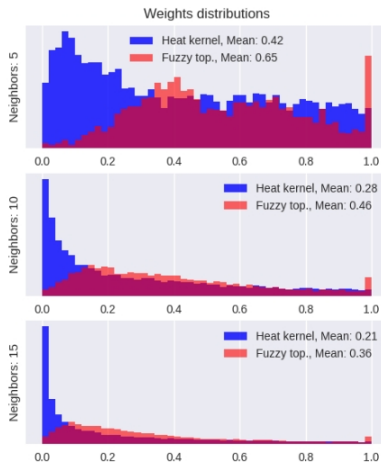 Weights distributions
Neighbors: 5
Heat kernel, Mean: 0.42
Fuzzy top., Mean: 0.65
0.0 0.2 0.4 0.6 0.8 1.0
Neighbors: 10
Heat kernel, Mean: 0.28
Fuzzy top., Mean: 0.46
0.0 0.2 0.4 0.6 0.8 1.0
Neighbors: 15
Heat kernel, Mean: 0.21
Fuzzy top., Mean: 0.36
0.0 0.2 0.4 0.6 0.8 1.0